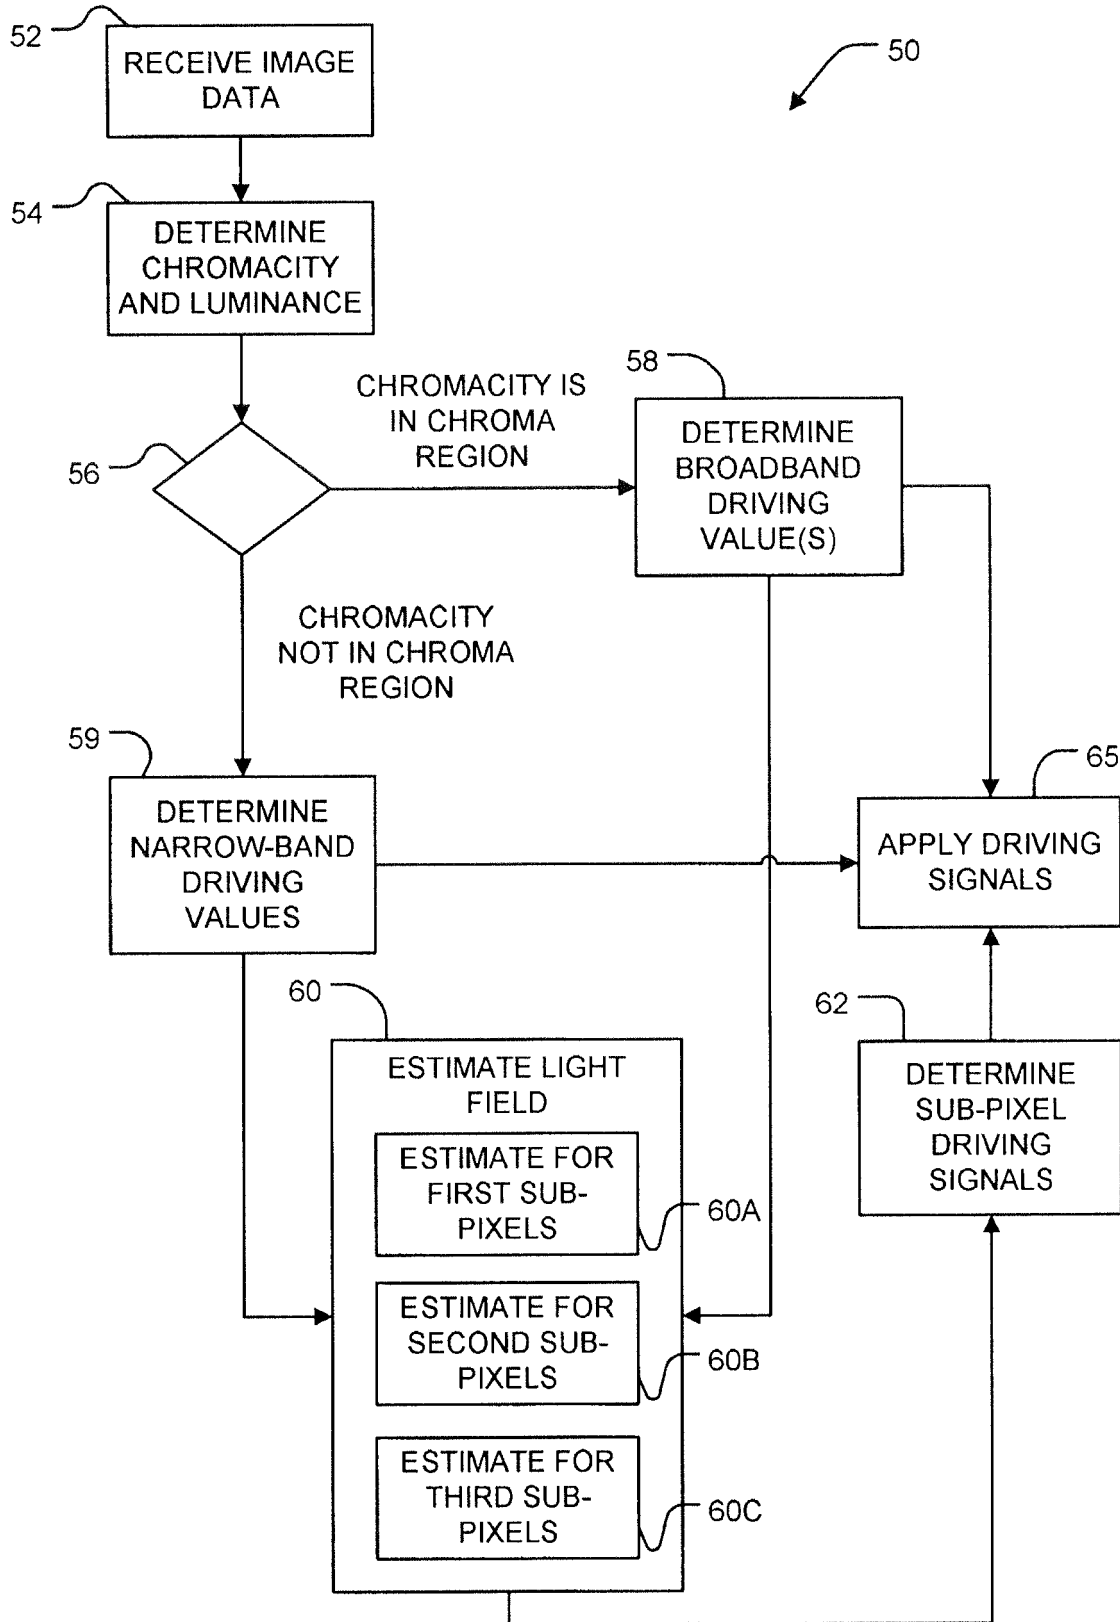 52
RECEIVE IMAGE
DATA
50
54
DETERMINE
CHROMACITY
AND LUMINANCE
56
CHROMACITY IS
IN CHROMA
REGION
58
DETERMINE
BROADBAND
DRIVING
VALUE(S)
CHROMACITY
NOT IN CHROMA
REGION
59
DETERMINE
NARROW-BAND
DRIVING
VALUES
65
APPLY DRIVING
SIGNALS
60
ESTIMATE LIGHT
FIELD
ESTIMATE FOR
FIRST SUB-
PIXELS
60A
ESTIMATE FOR
SECOND SUB-
PIXELS
60B
ESTIMATE FOR
THIRD SUB-
PIXELS
60C
62
DETERMINE
SUB-PIXEL
DRIVING
SIGNALS